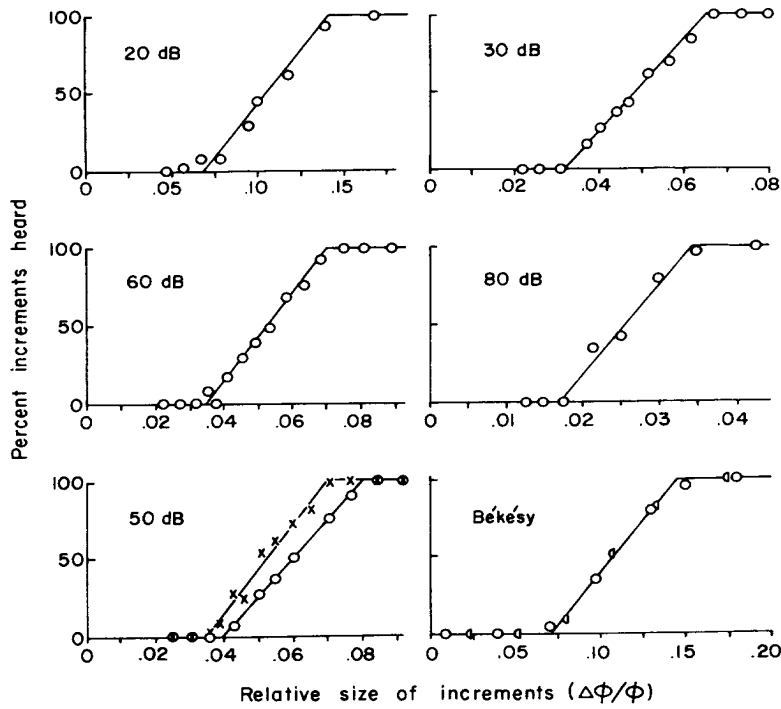 100
50
0
20 dB
0 .05 .10 .15
30 dB
0 .02 .04 .06 .08
Percent increments heard
100
50
0
60 dB
0 .02 .04 .06 .08
80 dB
0 .02 .03 .04
100
50
0
50 dB
0 .02 .04 .06 .08
Békésy
0 .05 .10 .15 .20
Relative size of increments (ΔΦ/Φ)